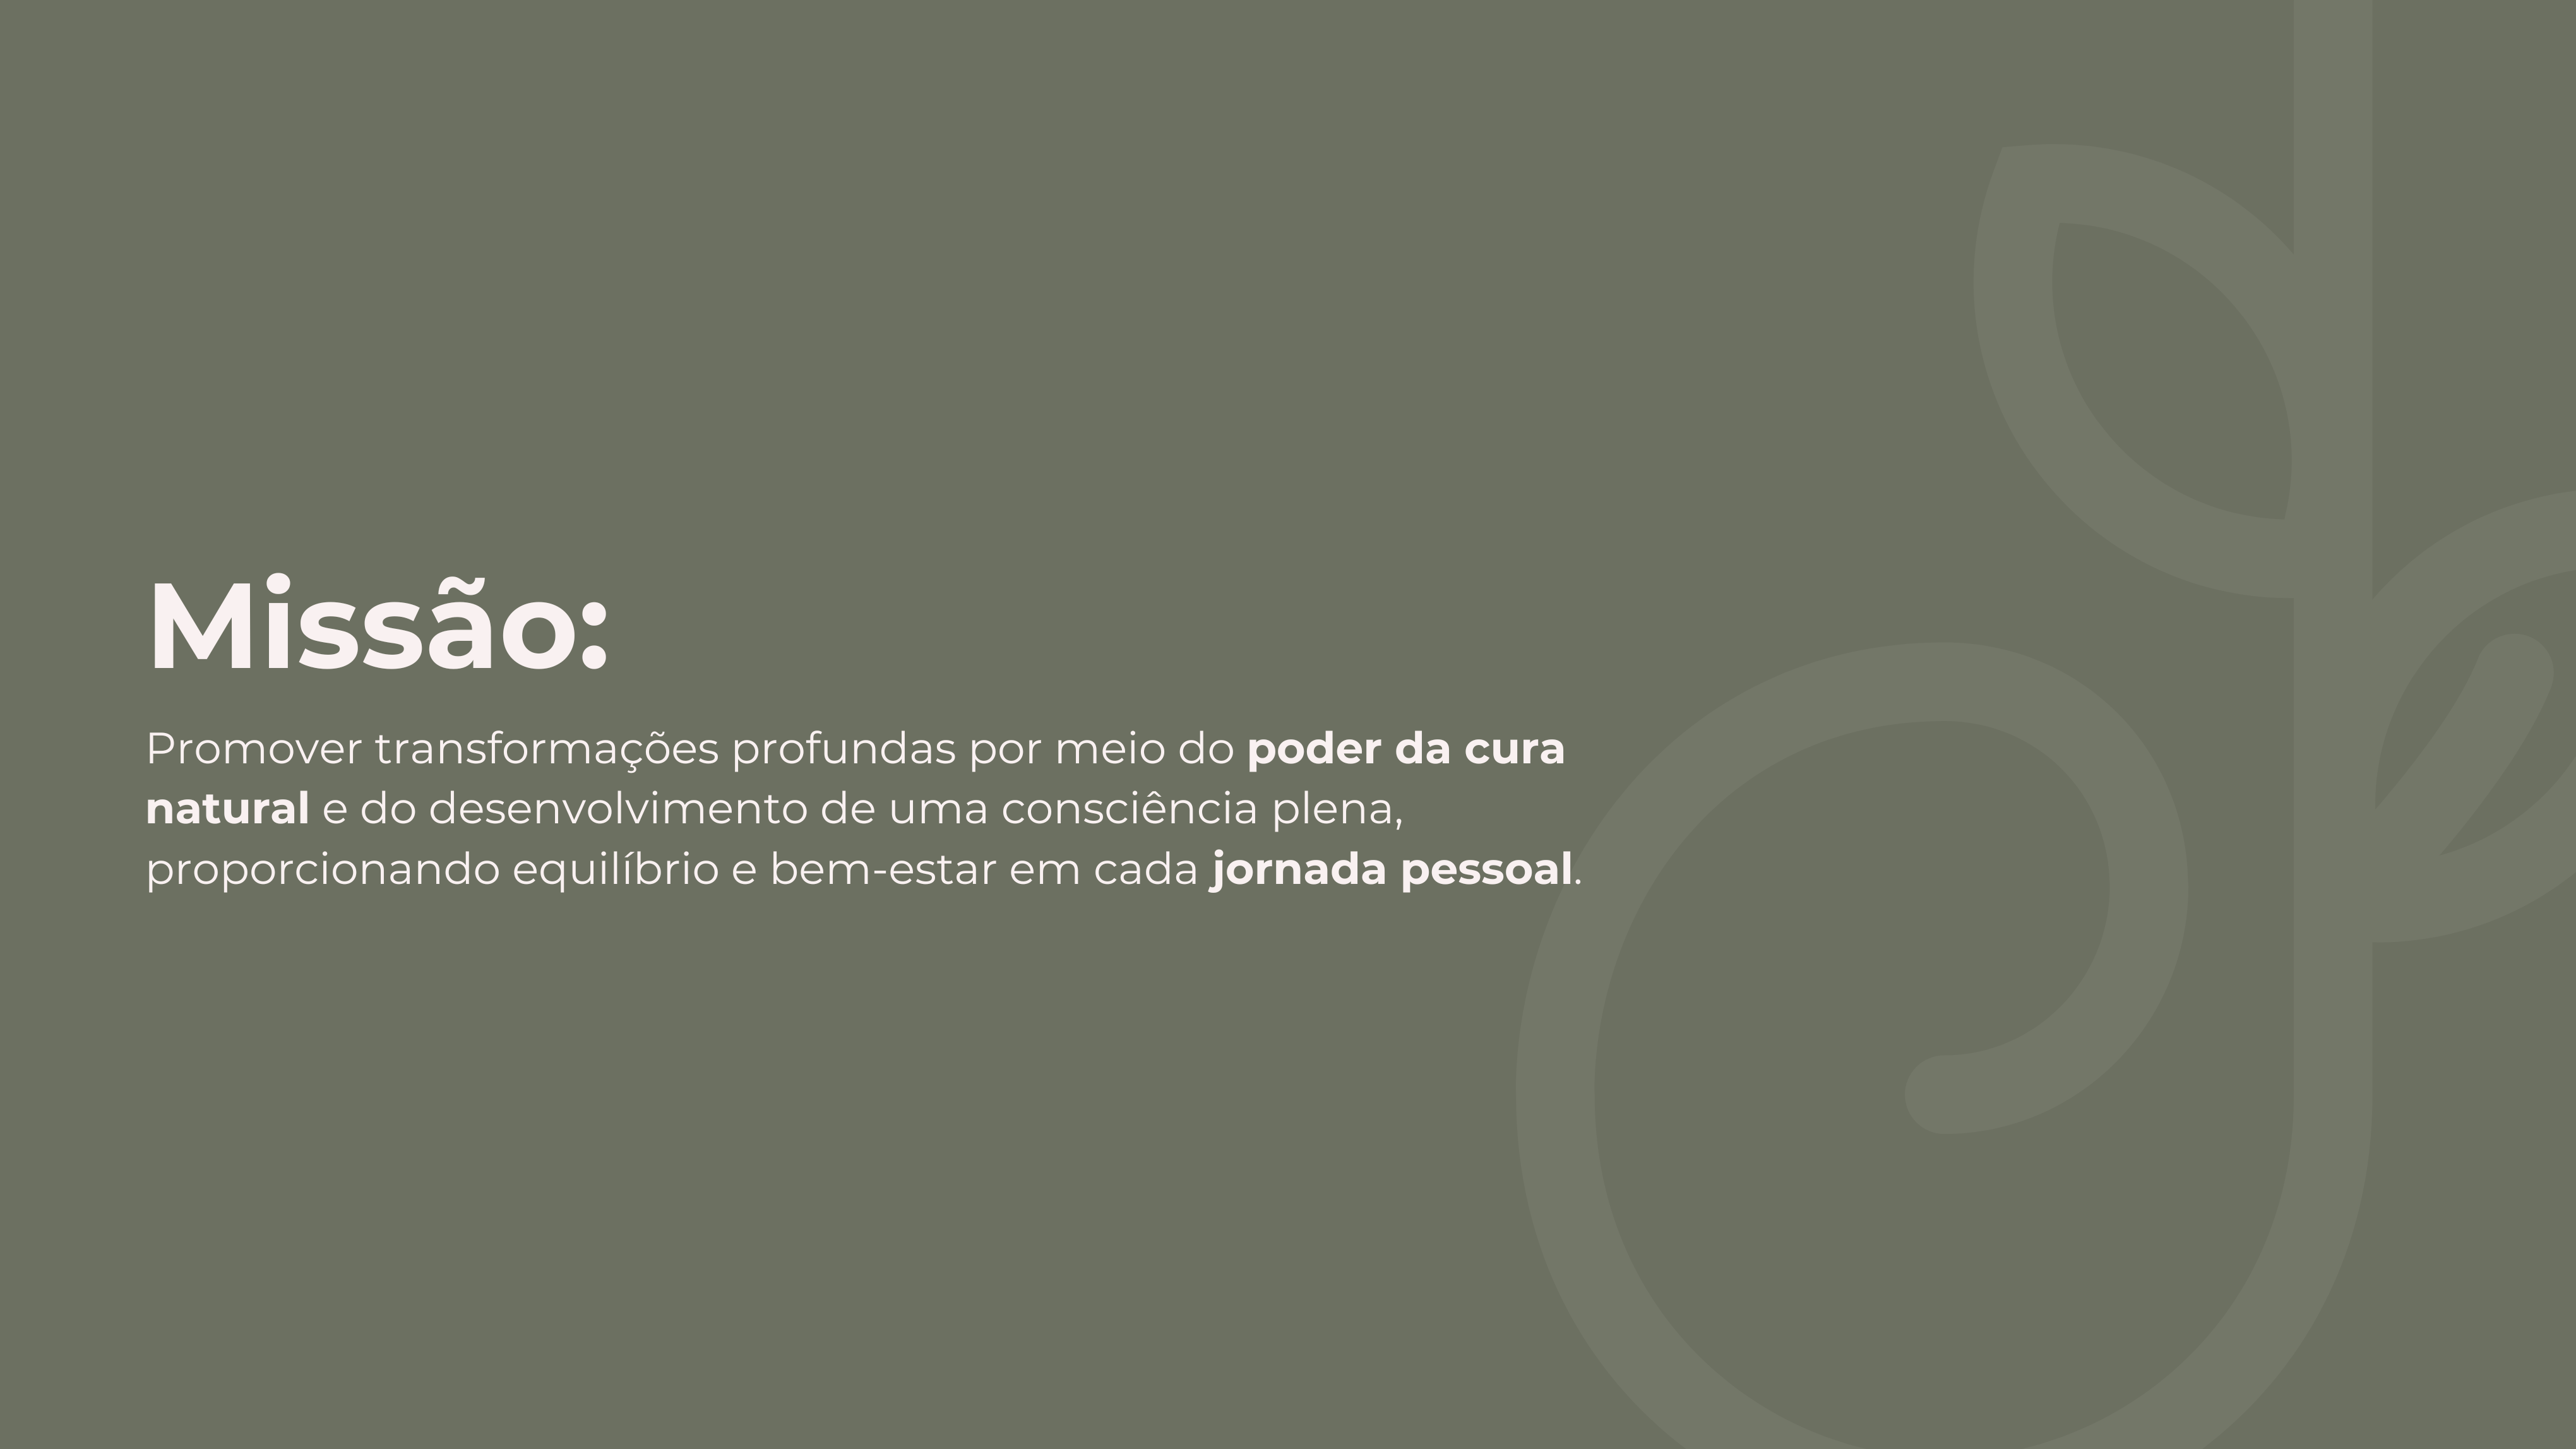 Missão:
Promover transformações profundas por meio do poder da cura
natural e do desenvolvimento de uma consciência plena,
proporcionando equilíbrio e bem-estar em cada jornada pessoal.